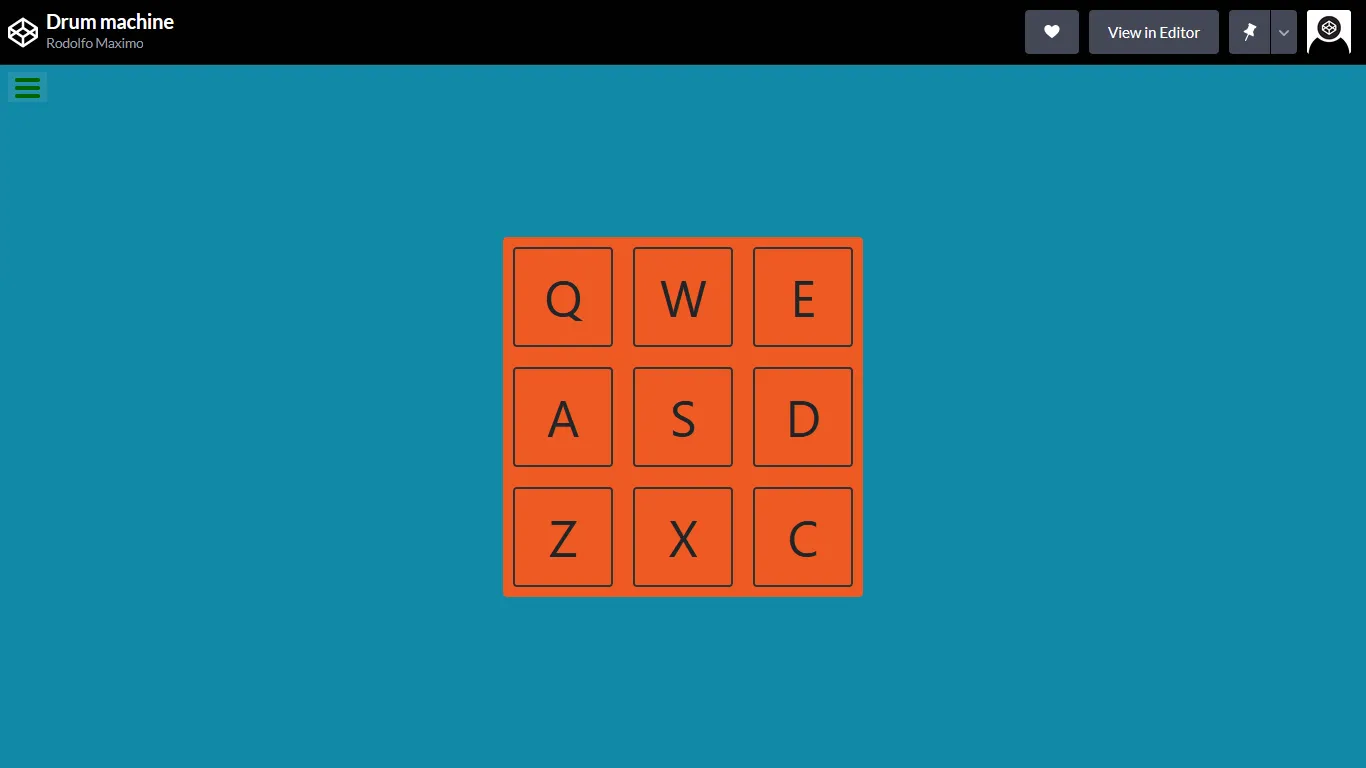 Drum machine
Rodolfo Maximo
View in Editor
Q W E
A S D
Z X C